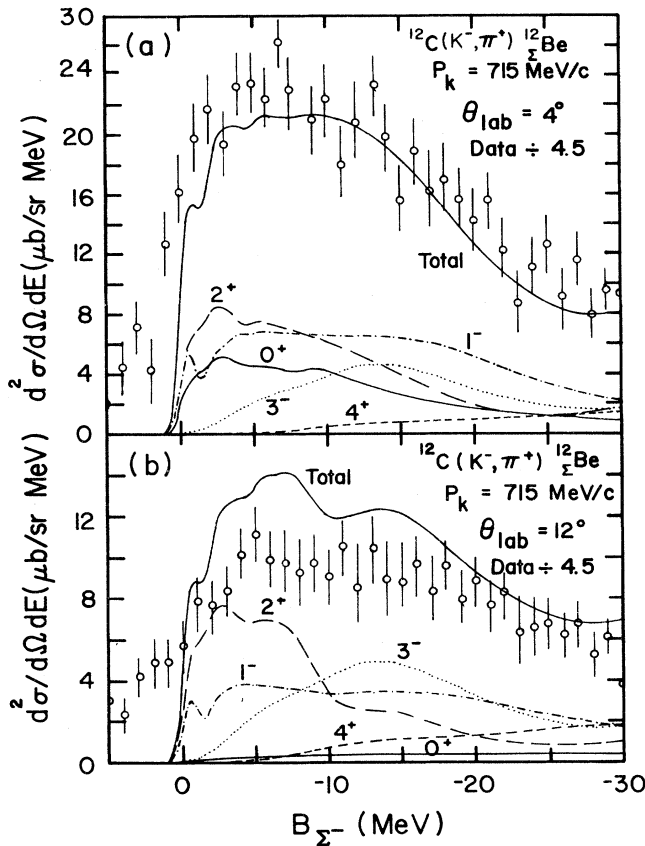 (a)
¹²C(K⁻,π⁺) ¹²_ΣBe
P_k = 715 MeV/c
θ_lab = 4°
Data ÷ 4.5
30
24
20
16
12
8
4
0
d²σ/dΩdE(μb/sr MeV)
Total
2⁺
1⁻
0⁺
3⁻
4⁺
(b)
Total
¹²C(K⁻,π⁺) ¹²_ΣBe
P_k = 715 MeV/c
θ_lab = 12°
Data ÷ 4.5
12
8
4
0
d²σ/dΩdE(μb/sr MeV)
2⁺
3⁻
1⁻
4⁺
0⁺
0 -10 -20 -30
B_Σ⁻ (MeV)